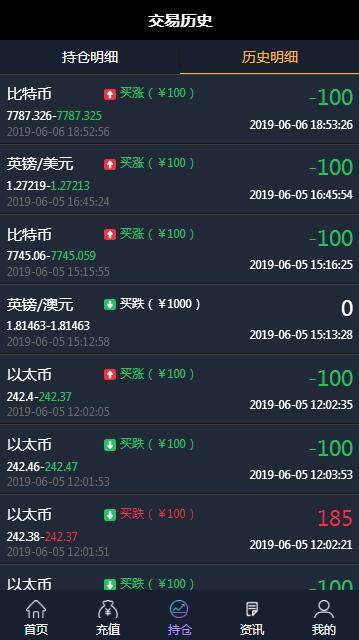 交易历史
持仓明细 历史明细
比特币 买涨（￥100） -100
7787.326-7787.325
2019-06-06 18:52:56 2019-06-06 18:53:26
英镑/美元 买涨（￥100） -100
1.27219-1.27213
2019-06-05 16:45:24 2019-06-05 16:45:54
比特币 买涨（￥100） -100
7745.06-7745.059
2019-06-05 15:15:55 2019-06-05 15:16:25
英镑/澳元 买跌（￥1000） 0
1.81463-1.81463
2019-06-05 15:12:58 2019-06-05 15:13:28
以太币 买涨（￥100） -100
242.4-242.37
2019-06-05 12:02:05 2019-06-05 12:02:35
以太币 买跌（￥100） -100
242.46-242.47
2019-06-05 12:01:53 2019-06-05 12:03:53
以太币 买跌（￥100） 185
242.38-242.37
2019-06-05 12:01:51 2019-06-05 12:02:21
以太币 买跌（￥100） -100
首页 充值 持仓 资讯 我的